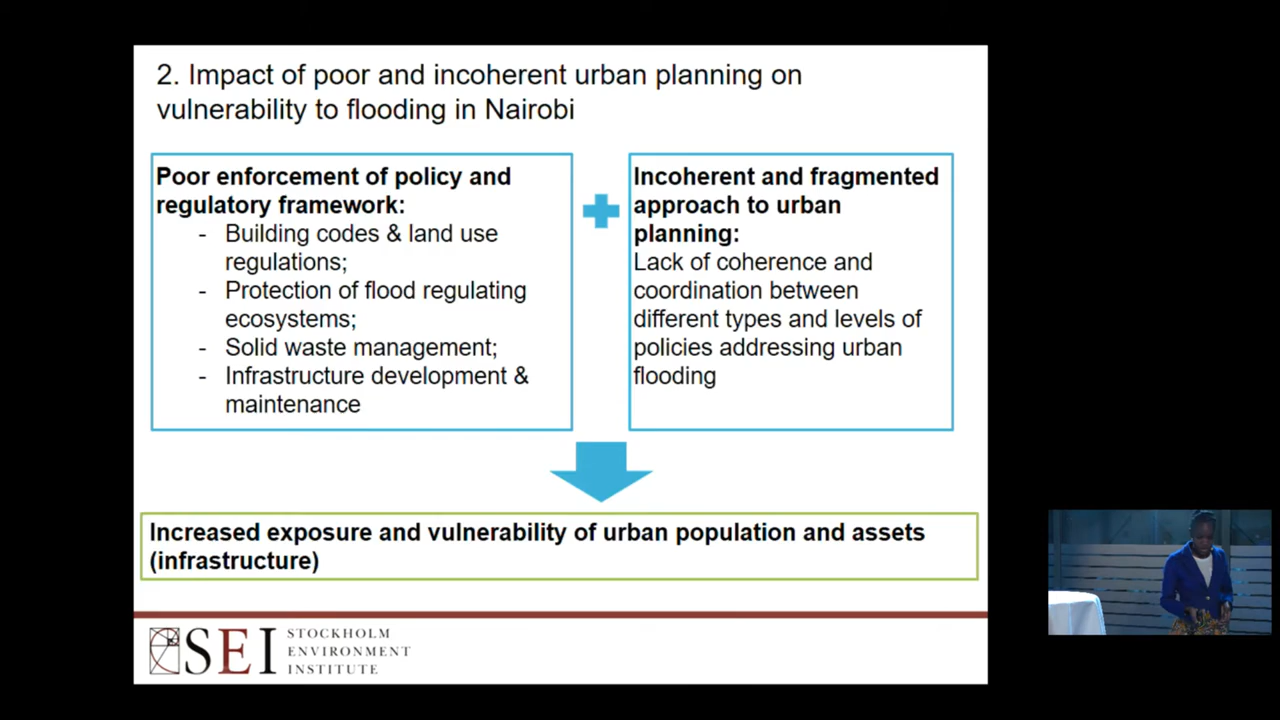 2. Impact of poor and incoherent urban planning on
vulnerability to flooding in Nairobi
Poor enforcement of policy and
regulatory framework:
- Building codes & land use
regulations;
- Protection of flood regulating
ecosystems;
- Solid waste management;
- Infrastructure development &
maintenance
Incoherent and fragmented
approach to urban
planning:
Lack of coherence and
coordination between
different types and levels of
policies addressing urban
flooding
Increased exposure and vulnerability of urban population and assets
(infrastructure)
SEI
STOCKHOLM
ENVIRONMENT
INSTITUTE